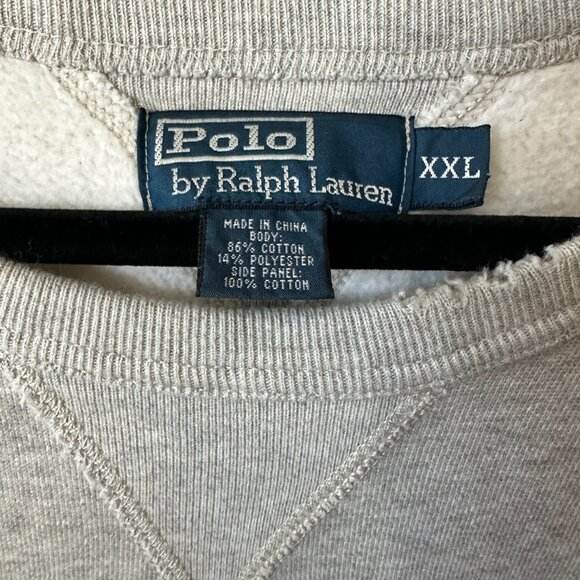 Polo
by Ralph Lauren
XXL
MADE IN CHINA
BODY:
86% COTTON
14% POLYESTER
SIDE PANEL:
100% COTTON